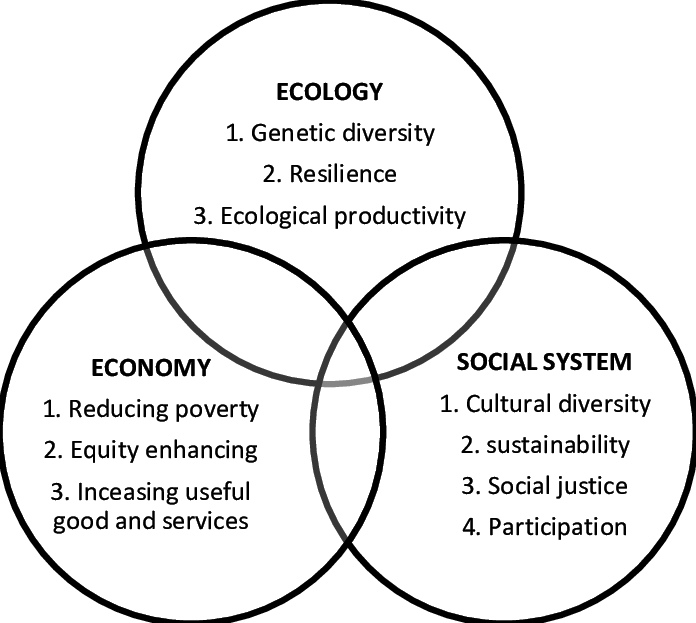 ECOLOGY
1. Genetic diversity
2. Resilience
3. Ecological productivity
ECONOMY
1. Reducing poverty
2. Equity enhancing
3. Inceasing useful
good and services
SOCIAL SYSTEM
1. Cultural diversity
2. sustainability
3. Social justice
4. Participation